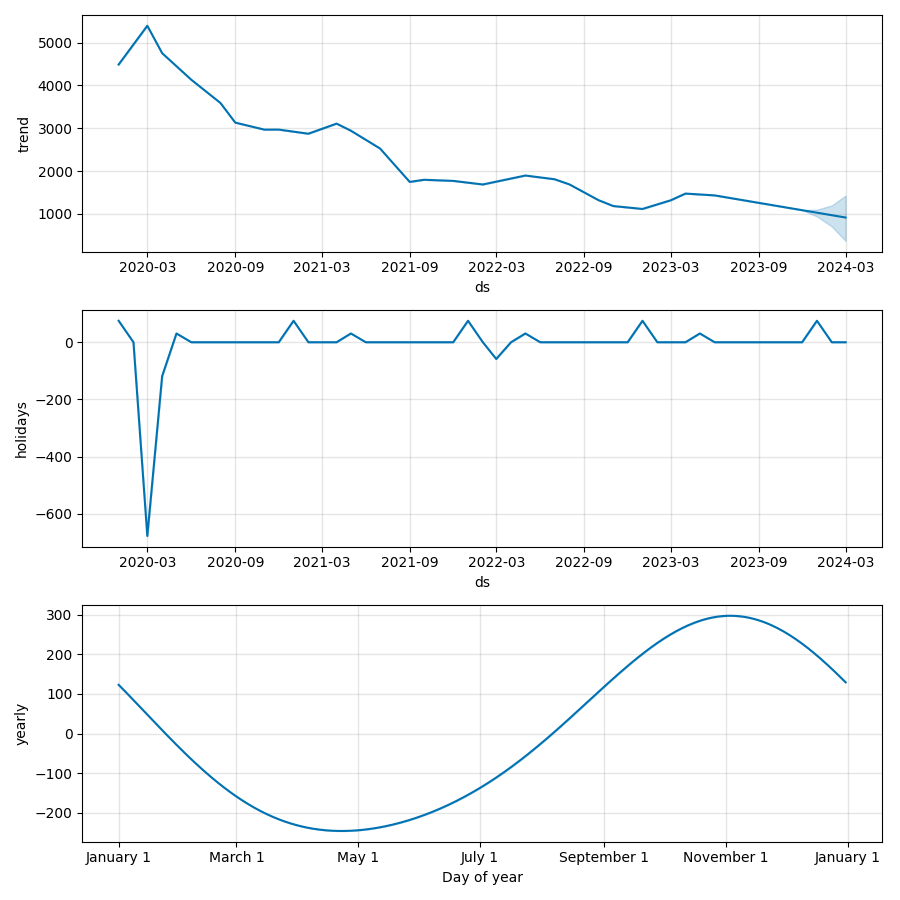 5000
4000
3000
2000
1000
trend
2020-03 2020-09 2021-03 2021-09 2022-03 2022-09 2023-03 2023-09 2024-03
ds
0
−200
−400
−600
holidays
2020-03 2020-09 2021-03 2021-09 2022-03 2022-09 2023-03 2023-09 2024-03
ds
300
200
100
0
−100
−200
yearly
January 1 March 1 May 1 July 1 September 1 November 1 January 1
Day of year